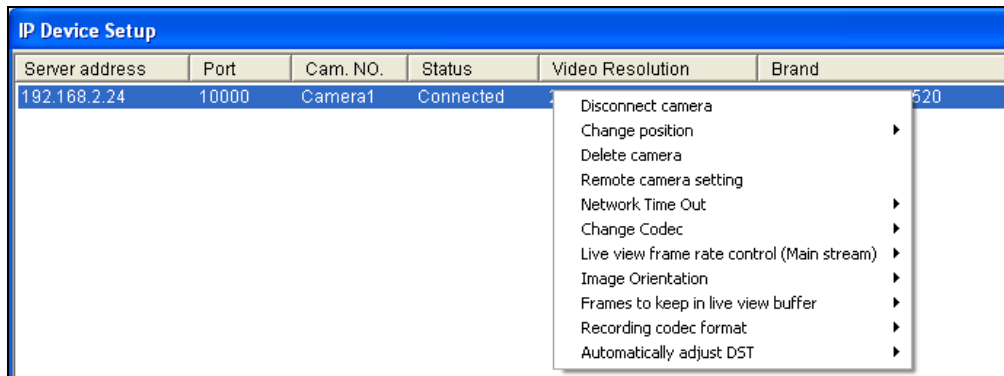 IP Device Setup
Server address Port Cam. NO. Status Video Resolution Brand
192.168.2.24 10000 Camera1 Connected 520
Disconnect camera
Change position
Delete camera
Remote camera setting
Network Time Out
Change Codec
Live view frame rate control (Main stream)
Image Orientation
Frames to keep in live view buffer
Recording codec format
Automatically adjust DST